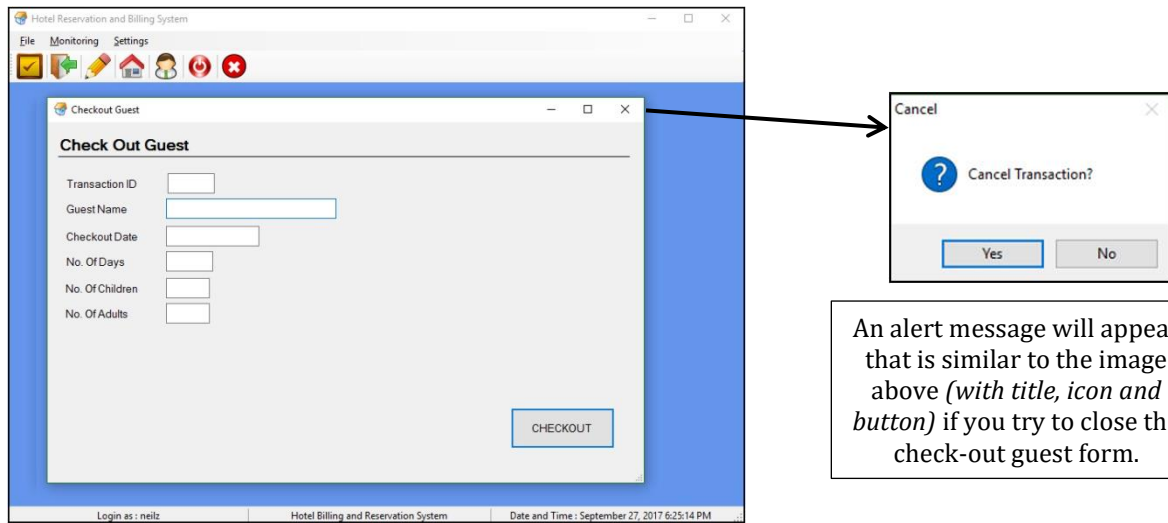 Hotel Reservation and Billing System
File Monitoring Settings
Checkout Guest
Check Out Guest
Transaction ID
Guest Name
Checkout Date
No. Of Days
No. Of Children
No. Of Adults
CHECKOUT
Login as : neilz Hotel Billing and Reservation System Date and Time : September 27, 2017 6:25:14 PM
Cancel
Cancel Transaction?
Yes No
An alert message will appea
that is similar to the image
above (with title, icon and
button) if you try to close th
check-out guest form.